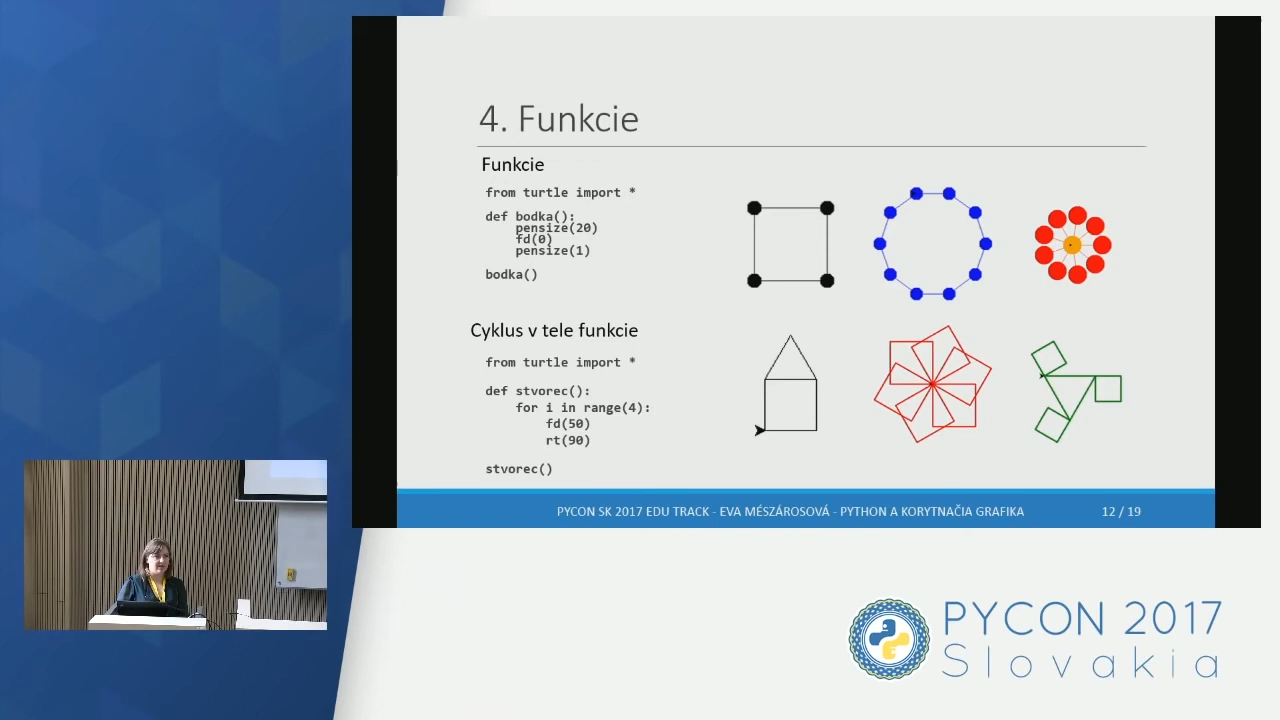 4. Funkcie
Funkcie
from turtle import *
def bodka():
    pensize(20)
    fd(0)
    pensize(1)
bodka()
Cyklus v tele funkcie
from turtle import *
def stvorec():
    for i in range(4):
        fd(50)
        rt(90)
stvorec()
PYCON SK 2017 EDU TRACK - EVA MÉSZÁROSOVÁ - PYTHON A KORYTNAČIA GRAFIKA
12 / 19
PYCON 2017
Slovakia